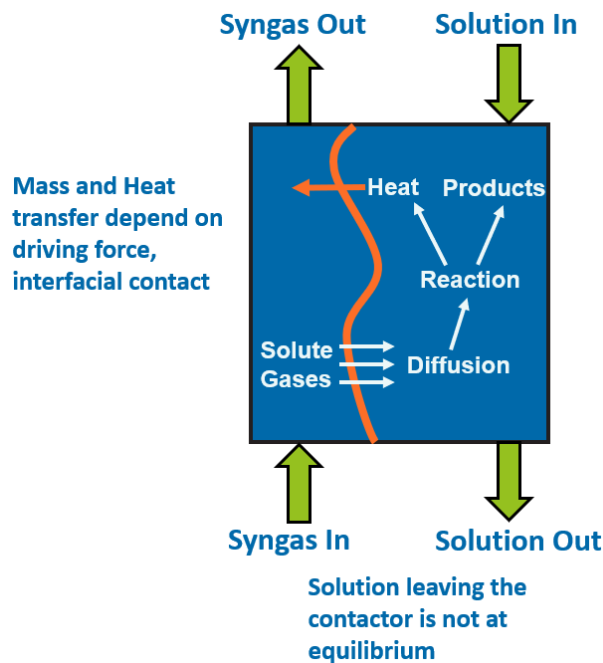 Syngas Out
Solution In
Mass and Heat
transfer depend on
driving force,
interfacial contact
Heat
Products
Reaction
Solute
Gases
Diffusion
Syngas In
Solution Out
Solution leaving the
contactor is not at
equilibrium